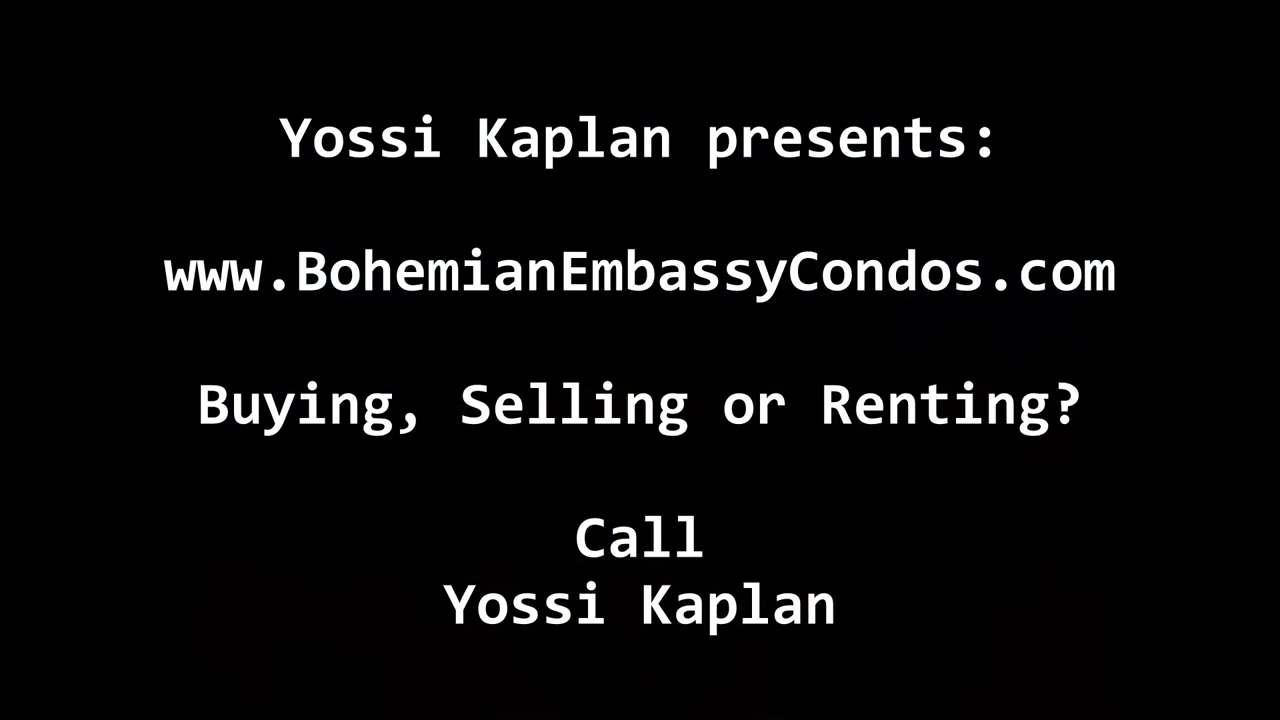 Yossi Kaplan presents:
www.BohemianEmbassyCondos.com
Buying, Selling or Renting?
Call
Yossi Kaplan